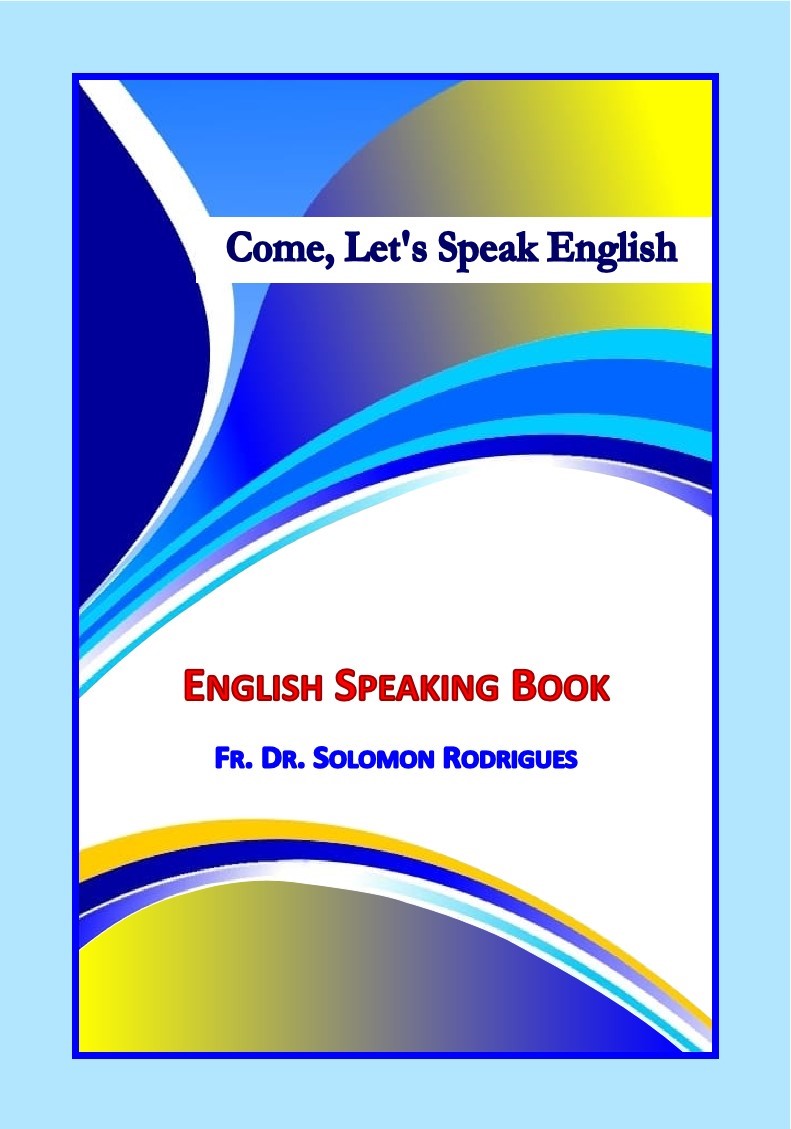 Come, Let's Speak English
ENGLISH SPEAKING BOOK
FR. DR. SOLOMON RODRIGUES